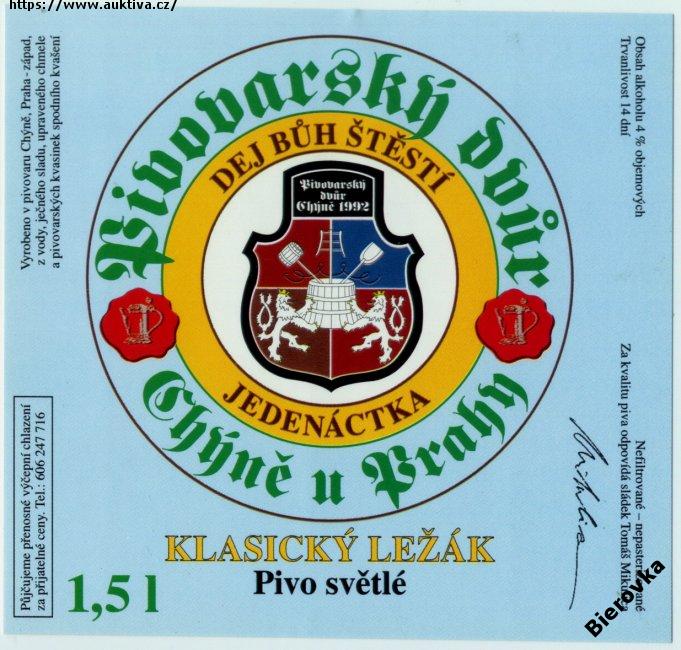 https://www.auktiva.cz/
Pivovarský dvůr
Chýně u Prahy
DEJ BŮH ŠTĚSTÍ
JEDENÁCTKA
Pivovarský
dvůr
Chýně 1992
KLASICKÝ LEŽÁK
Pivo světlé
1,5 l
Vyrobeno v pivovaru Chýně, Praha - západ,
z vody, ječného sladu, upraveného chmele
a pivovarských kvasinek spodního kvašení
Půjčujeme přenosné výčepní chlazení
za přijatelné ceny. Tel.: 606 247 716
Obsah alkoholu 4 % objemových
Trvanlivost 14 dní
Nefiltrované – nepasterizované
Za kvalitu piva odpovídá sládek Tomáš Mikulica
Bierovka